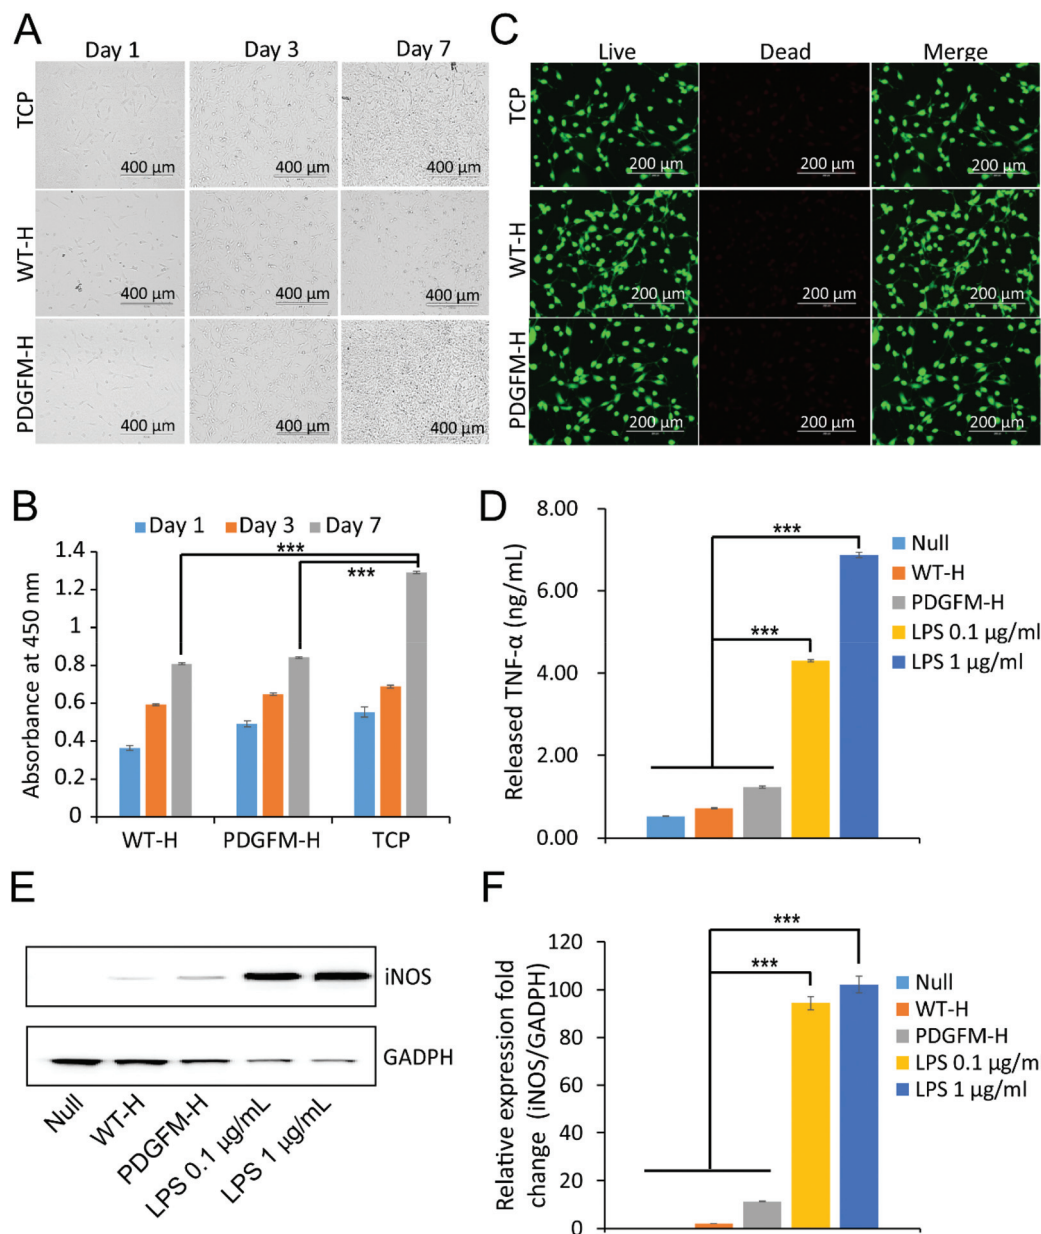 A
Day 1 Day 3 Day 7
TCP
400 µm 400 µm 400 µm
WT-H
400 µm 400 µm 400 µm
PDGFM-H
400 µm 400 µm 400 µm
C
Live Dead Merge
TCP
200 µm 200 µm 200 µm
WT-H
200 µm 200 µm 200 µm
PDGFM-H
200 µm 200 µm 200 µm
B
Day 1 Day 3 Day 7
Absorbance at 450 nm
1.4
1.2
1
0.8
0.6
0.4
0.2
0
***
***
WT-H PDGFM-H TCP
D
Released TNF-α (ng/mL)
8.00
6.00
4.00
2.00
0.00
***
***
Null
WT-H
PDGFM-H
LPS 0.1 µg/ml
LPS 1 µg/ml
E
iNOS
GADPH
Null
WT-H
PDGFM-H
LPS 0.1 µg/mL
LPS 1 µg/mL
F
Relative expression fold
change (iNOS/GADPH)
120
100
80
60
40
20
0
***
***
Null
WT-H
PDGFM-H
LPS 0.1 µg/m
LPS 1 µg/ml